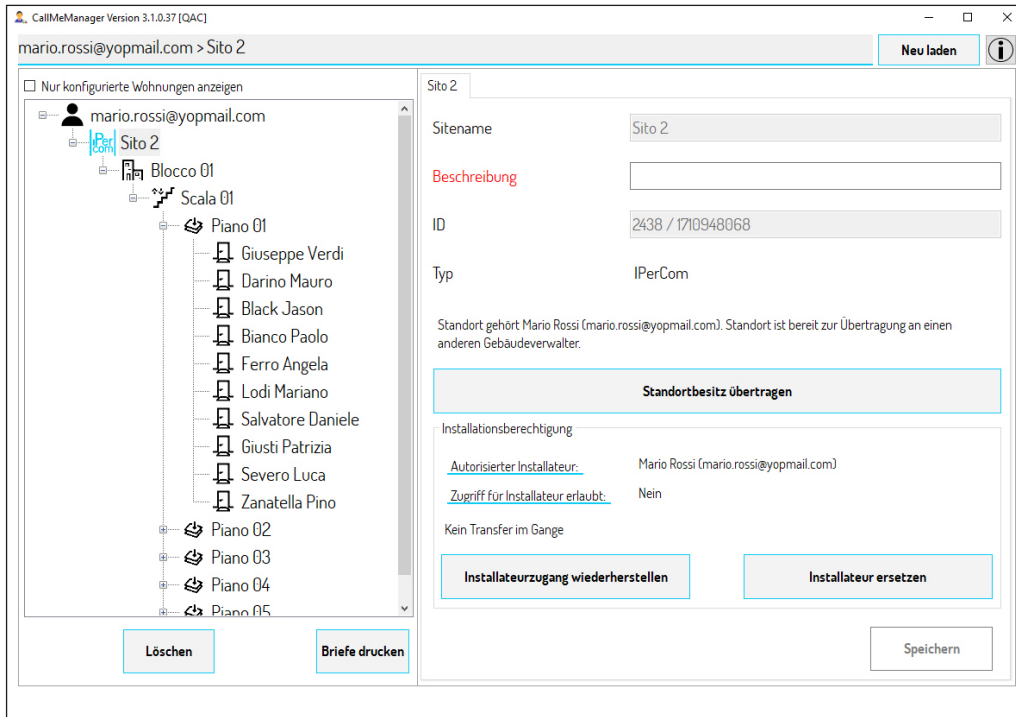 CallMeManager Version 3.1.0.37 [QAC]
mario.rossi@yopmail.com > Sito 2
Neu laden
Nur konfigurierte Wohnungen anzeigen
mario.rossi@yopmail.com
iPer
com
Sito 2
Blocco 01
Scala 01
Piano 01
Giuseppe Verdi
Darino Mauro
Black Jason
Bianco Paolo
Ferro Angela
Lodi Mariano
Salvatore Daniele
Giusti Patrizia
Severo Luca
Zanatella Pino
Piano 02
Piano 03
Piano 04
Piano 05
Löschen
Briefe drucken
Sito 2
Sitename
Sito 2
Beschreibung
ID
2438 / 1710948068
Typ
IPerCom
Standort gehört Mario Rossi (mario.rossi@yopmail.com). Standort ist bereit zur Übertragung an einen
anderen Gebäudeverwalter.
Standortbesitz übertragen
Installationsberechtigung
Autorisierter Installateur:
Mario Rossi (mario.rossi@yopmail.com)
Zugriff für Installateur erlaubt:
Nein
Kein Transfer im Gange
Installateurzugang wiederherstellen
Installateur ersetzen
Speichern